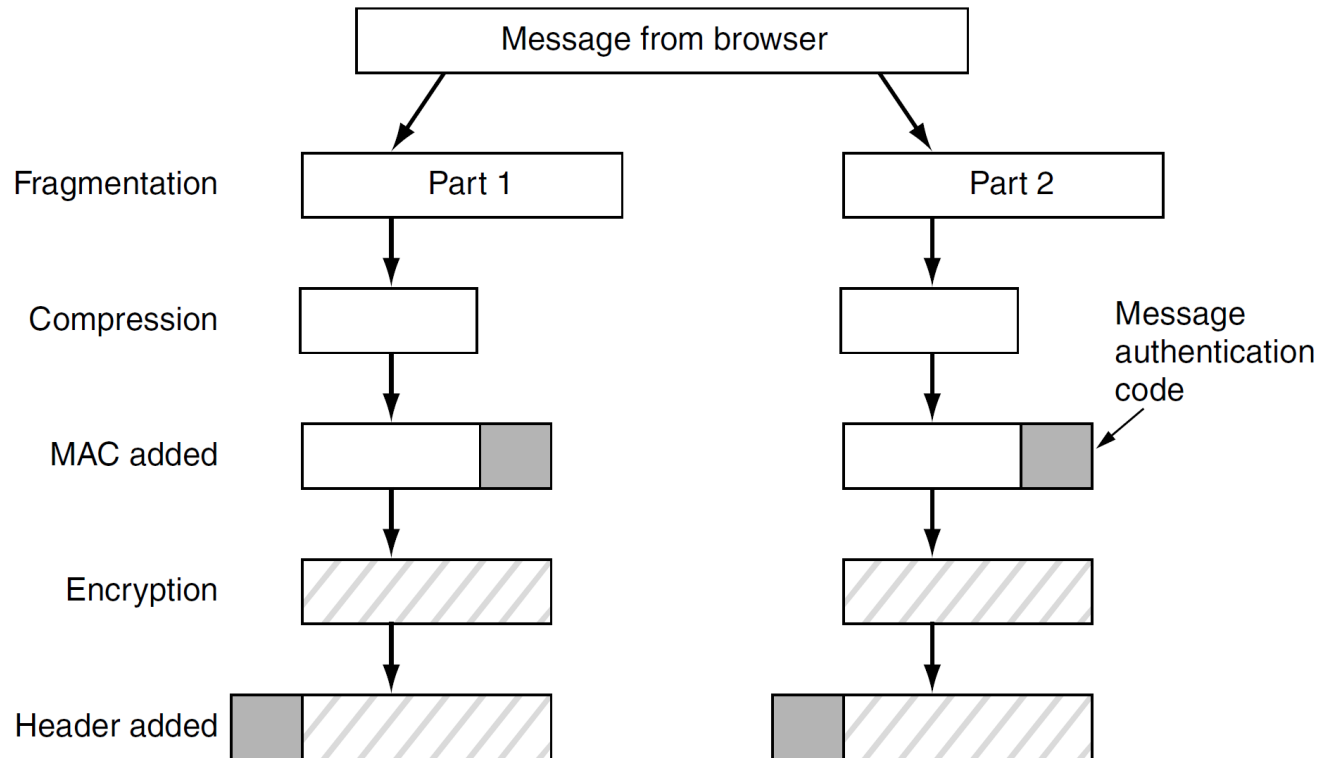 Message from browser
Fragmentation
Part 1
Part 2
Compression
Message
authentication
code
MAC added
Encryption
Header added